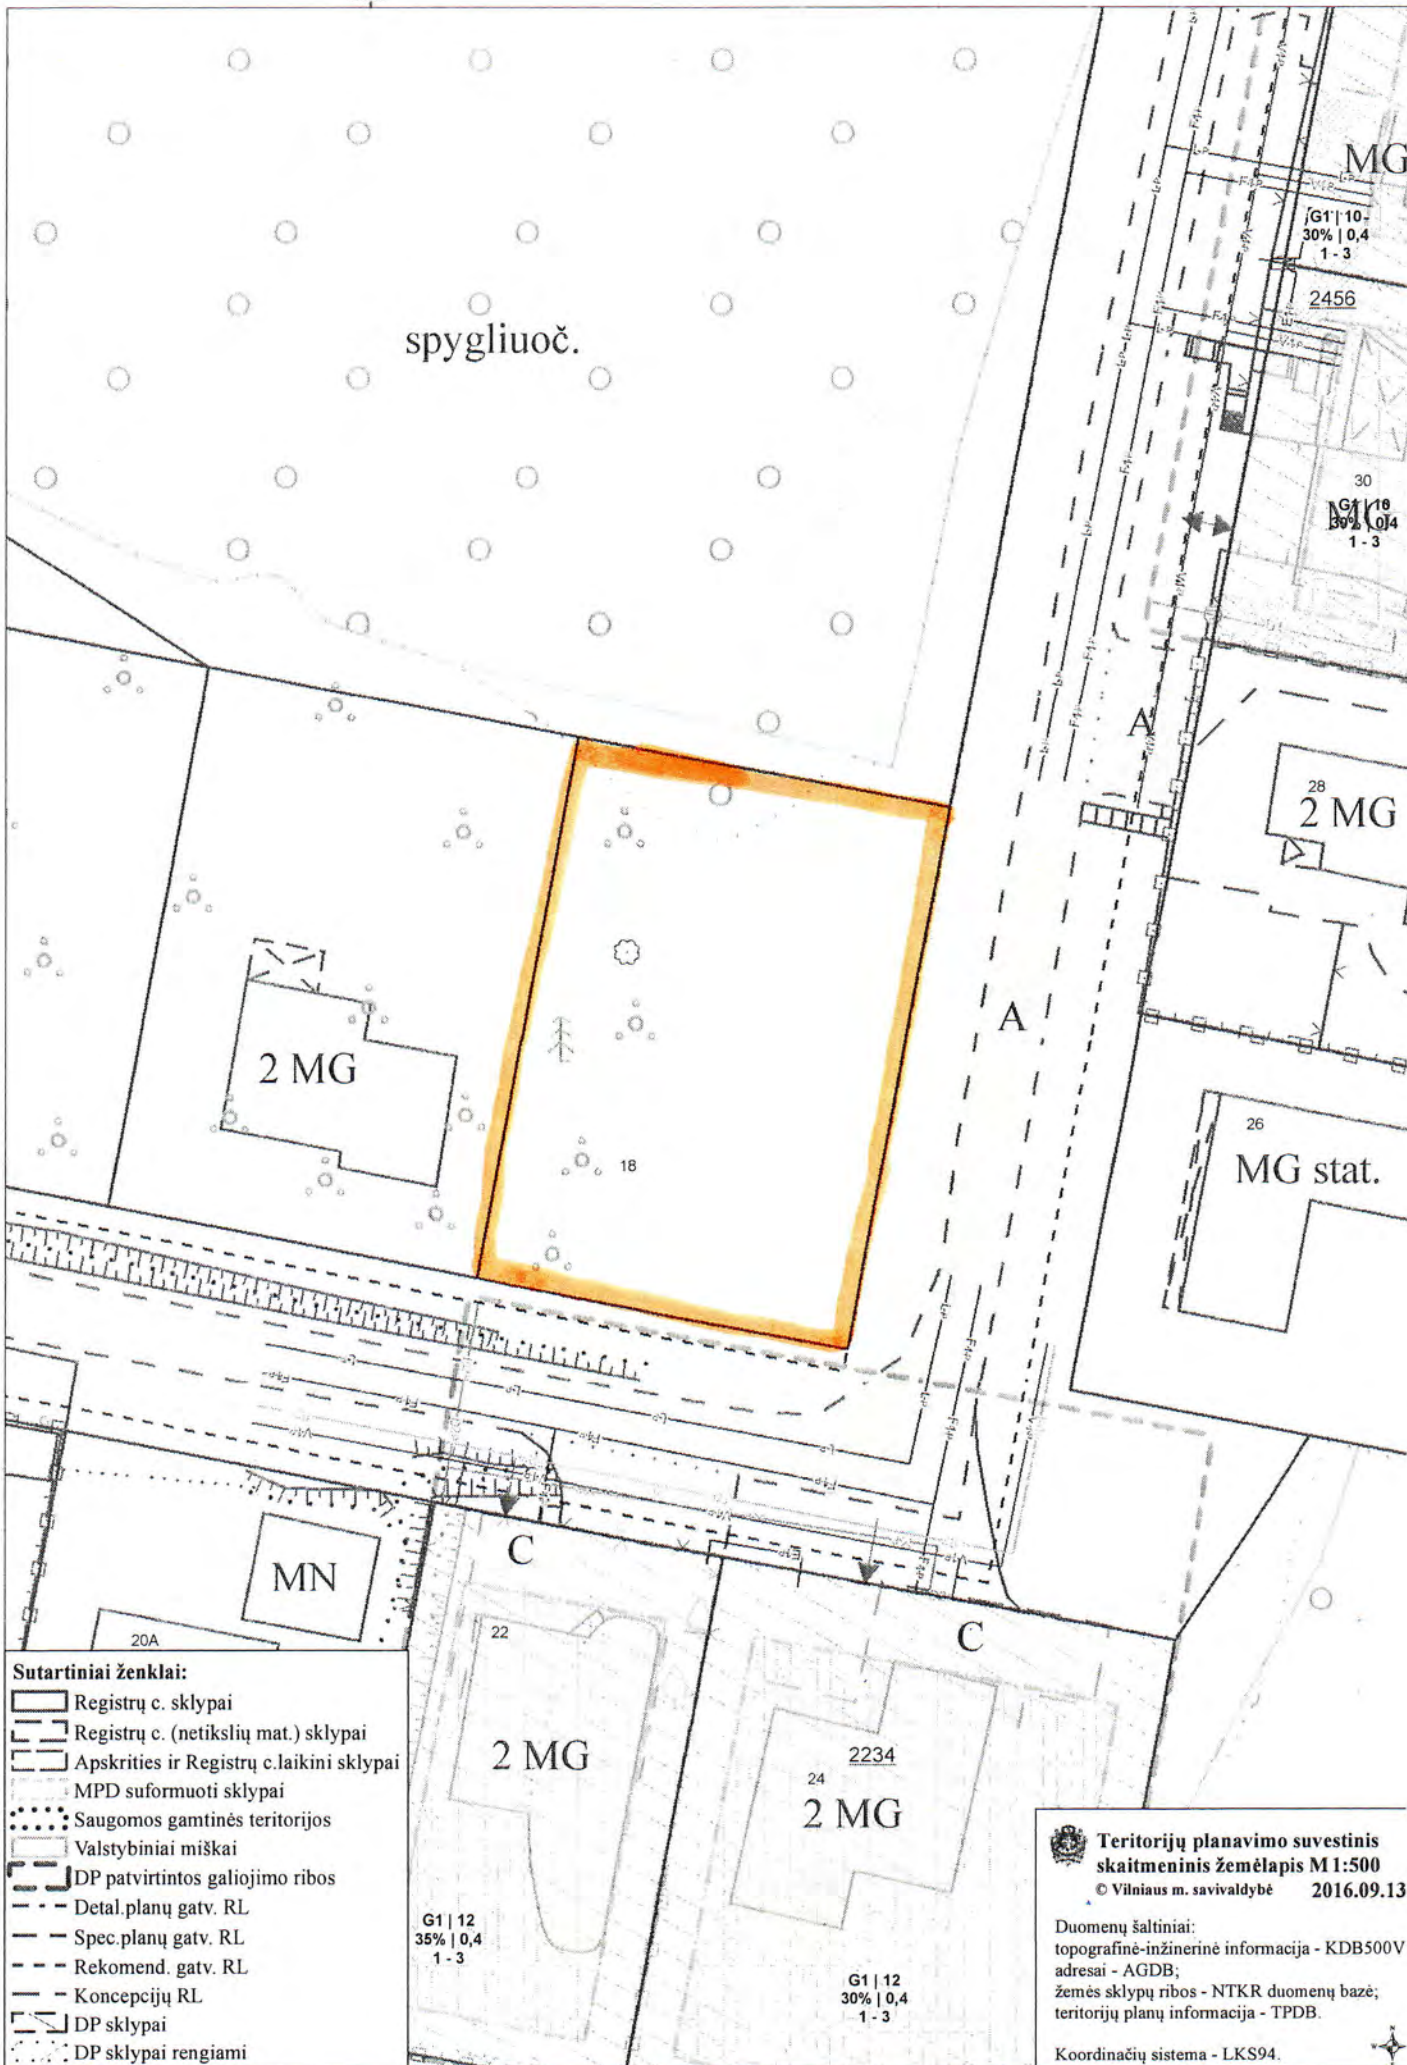 MG
G1 | 10
30% | 0,4
1 - 3
2456
spygliuoč.
30
MG
G1 | 10
30% | 0,4
1 - 3
A
28
2 MG
A
2 MG
18
26
MG stat.
C
MN
20A
22
C
2 MG
2234
24
2 MG
G1 | 12
35% | 0,4
1 - 3
G1 | 12
30% | 0,4
1 - 3
Sutartiniai ženklai:
Registrų c. sklypai
Registrų c. (netikslių mat.) sklypai
Apskrities ir Registrų c.laikini sklypai
MPD suformuoti sklypai
Saugomos gamtinės teritorijos
Valstybiniai miškai
DP patvirtintos galiojimo ribos
Detal.planų gatv. RL
Spec.planų gatv. RL
Rekomend. gatv. RL
Koncepcijų RL
DP sklypai
DP sklypai rengiami
Teritorijų planavimo suvestinis
skaitmeninis žemėlapis M 1:500
© Vilniaus m. savivaldybė 2016.09.13
Duomenų šaltiniai:
topografinė-inžinerinė informacija - KDB500V
adresai - AGDB;
žemės sklypų ribos - NTKR duomenų bazė;
teritorijų planų informacija - TPDB.
Koordinačių sistema - LKS94.